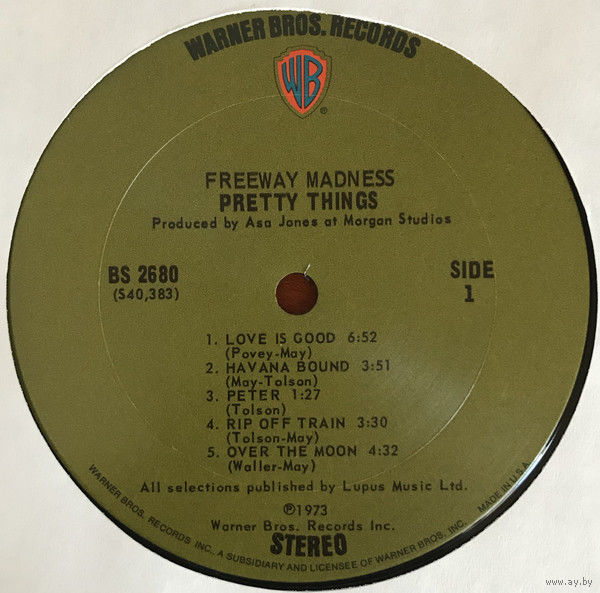 WARNER BROS. RECORDS
WB
®
FREEWAY MADNESS
PRETTY THINGS
Produced by Asa Jones at Morgan Studios
BS 2680
(S40,383)
SIDE
1
1. LOVE IS GOOD 6:52
(Povey-May)
2. HAVANA BOUND 3:51
(May-Tolson)
3. PETER 1:27
(Tolson)
4. RIP OFF TRAIN 3:30
(Tolson-May)
5. OVER THE MOON 4:32
(Waller-May)
All selections published by Lupus Music Ltd.
℗1973
Warner Bros. Records Inc.
STEREO
WARNER BROS. RECORDS INC., A SUBSIDIARY AND LICENSEE OF WARNER BROS., INC. MADE IN U.S.A.
www.ay.by